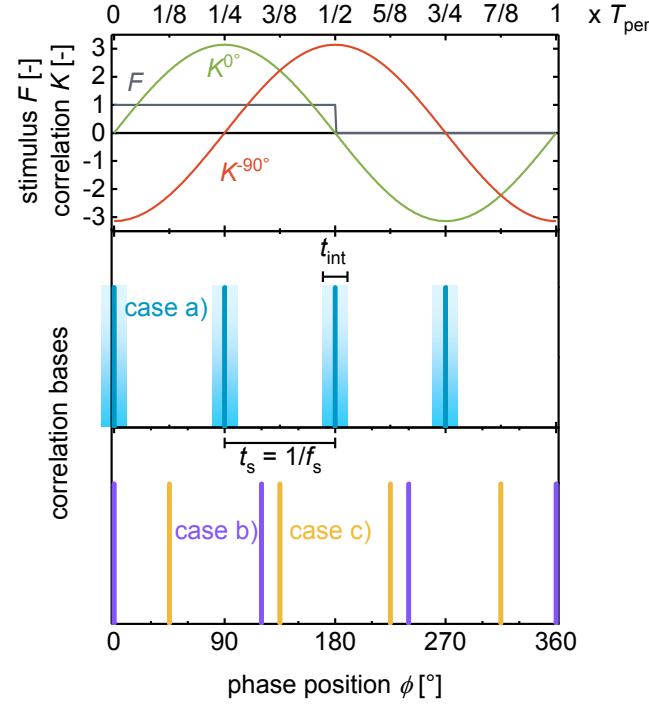 0 1/8 1/4 3/8 1/2 5/8 3/4 7/8 1 x T_per
stimulus F [-]
correlation K [-]
3
2
1
0
-1
-2
-3
F
K^0°
K^-90°
correlation bases
t_int
case a)
t_s = 1/f_s
case b)
case c)
0 90 180 270 360
phase position ϕ [°]